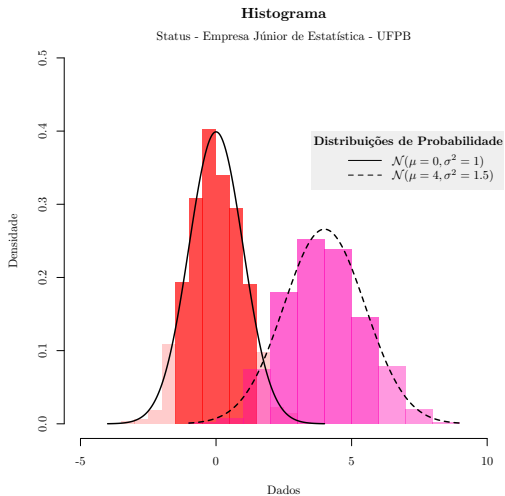 Histograma
Status - Empresa Júnior de Estatística - UFPB
0.5
0.4
0.3
0.2
0.1
0.0
Densidade
Distribuições de Probabilidade
𝒩(μ = 0, σ² = 1)
𝒩(μ = 4, σ² = 1.5)
-5 0 5 10
Dados